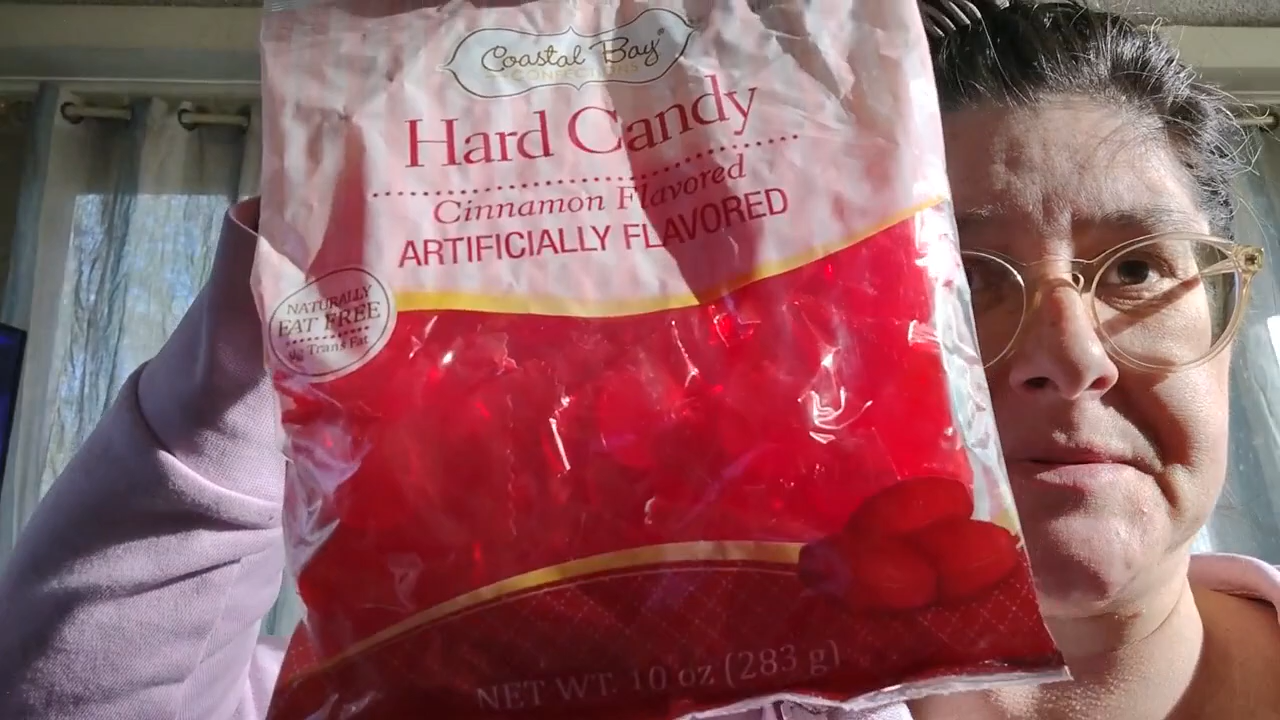 Coastal Bay®
CONFECTIONS
Hard Candy
Cinnamon Flavored
ARTIFICIALLY FLAVORED
NATURALLY
FAT FREE
0g Trans Fat
NET WT. 10 oz (283 g)